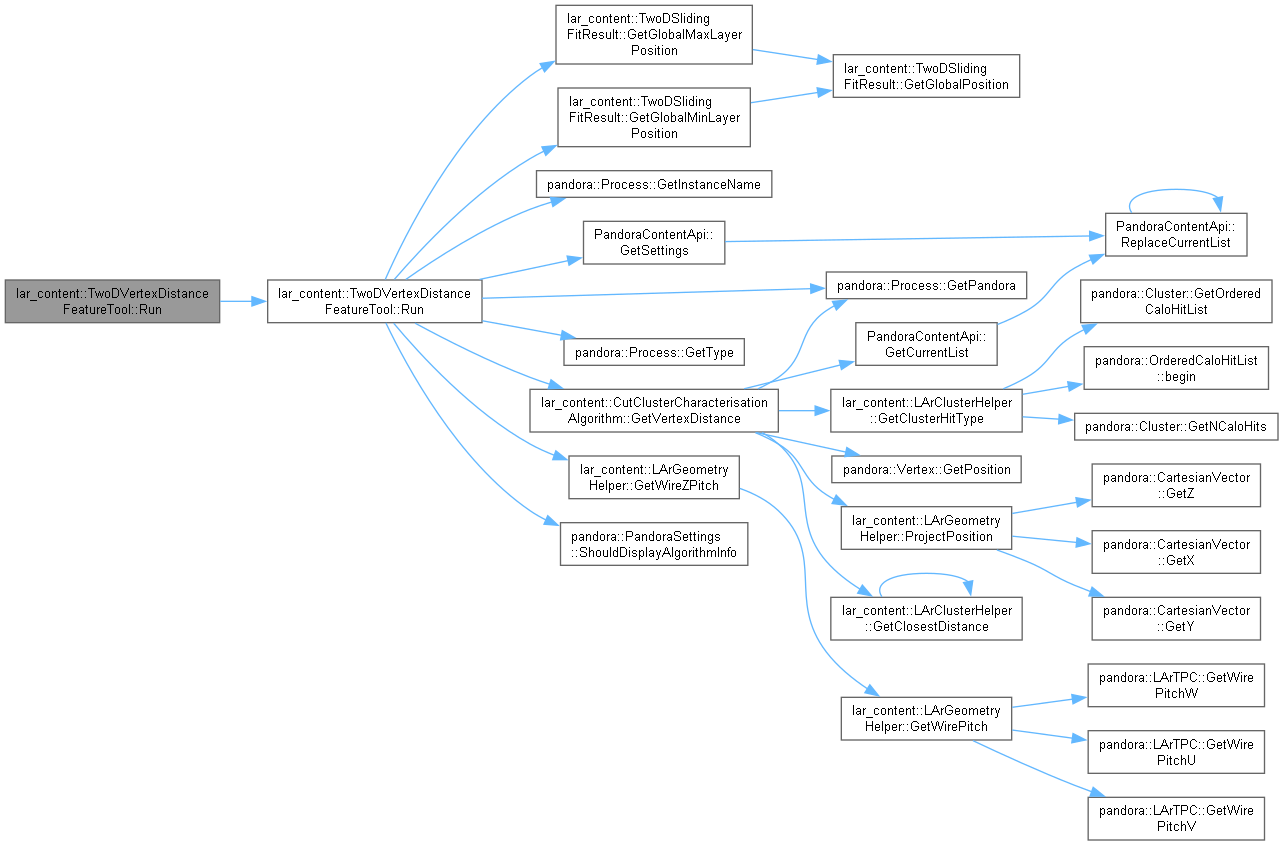 lar_content::TwoDVertexDistance
FeatureTool::Run
lar_content::TwoDVertexDistance
FeatureTool::Run
lar_content::TwoDSliding
FitResult::GetGlobalMaxLayer
Position
lar_content::TwoDSliding
FitResult::GetGlobalMinLayer
Position
pandora::Process::GetInstanceName
PandoraContentApi::
GetSettings
pandora::Process::GetType
lar_content::CutClusterCharacterisation
Algorithm::GetVertexDistance
lar_content::LArGeometry
Helper::GetWireZPitch
pandora::PandoraSettings
::ShouldDisplayAlgorithmInfo
lar_content::TwoDSliding
FitResult::GetGlobalPosition
pandora::Process::GetPandora
PandoraContentApi::
GetCurrentList
lar_content::LArClusterHelper
::GetClusterHitType
pandora::Vertex::GetPosition
lar_content::LArGeometry
Helper::ProjectPosition
lar_content::LArClusterHelper
::GetClosestDistance
lar_content::LArGeometry
Helper::GetWirePitch
PandoraContentApi::
ReplaceCurrentList
pandora::Cluster::GetOrdered
CaloHitList
pandora::OrderedCaloHitList
::begin
pandora::Cluster::GetNCaloHits
pandora::CartesianVector
::GetZ
pandora::CartesianVector
::GetX
pandora::CartesianVector
::GetY
pandora::LArTPC::GetWire
PitchW
pandora::LArTPC::GetWire
PitchU
pandora::LArTPC::GetWire
PitchV